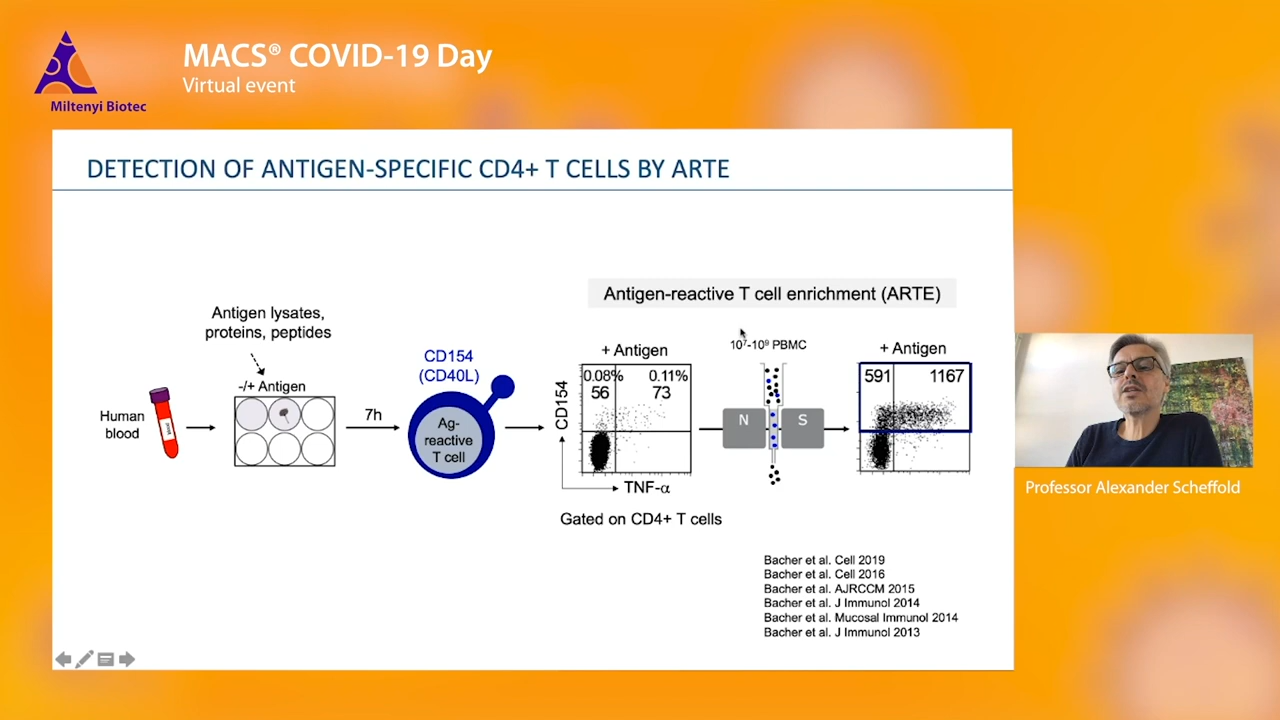 MACS® COVID-19 Day
Virtual event
Miltenyi Biotec
DETECTION OF ANTIGEN-SPECIFIC CD4+ T CELLS BY ARTE
Antigen-reactive T cell enrichment (ARTE)
Antigen lysates,
proteins, peptides
-/+ Antigen
Human
blood
7h
CD154
(CD40L)
Ag-
reactive
T cell
+ Antigen
0.08% 0.11%
56 73
CD154
TNF-α
Gated on CD4+ T cells
10⁷-10⁹ PBMC
N S
+ Antigen
591 1167
Bacher et al. Cell 2019
Bacher et al. Cell 2016
Bacher et al. AJRCCM 2015
Bacher et al. J Immunol 2014
Bacher et al. Mucosal Immunol 2014
Bacher et al. J Immunol 2013
Professor Alexander Scheffold